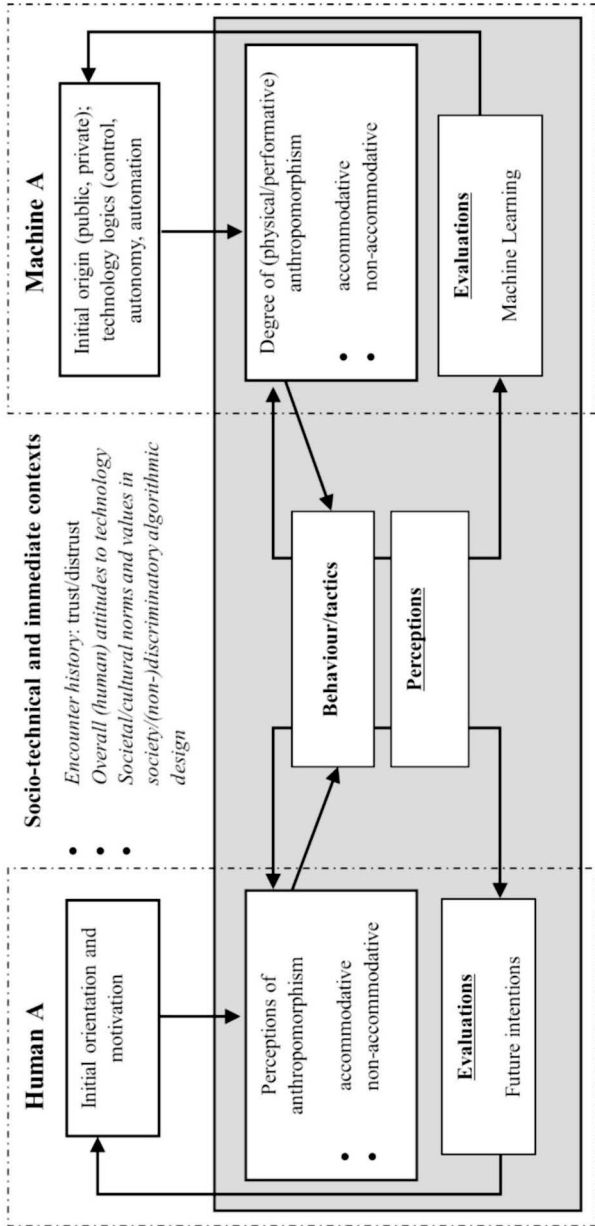 Human A
Initial orientation and
motivation
Perceptions of
anthropomorphism
• accommodative
• non-accommodative
Evaluations
Future intentions
Socio-technical and immediate contexts
• Encounter history: trust/distrust
• Overall (human) attitudes to technology
• Societal/cultural norms and values in
society/(non-)discriminatory algorithmic
design
Behaviour/tactics
Perceptions
Machine A
Initial origin (public, private);
technology logics (control,
autonomy, automation
Degree of (physical/performative)
anthropomorphism
• accommodative
• non-accommodative
Evaluations
Machine Learning